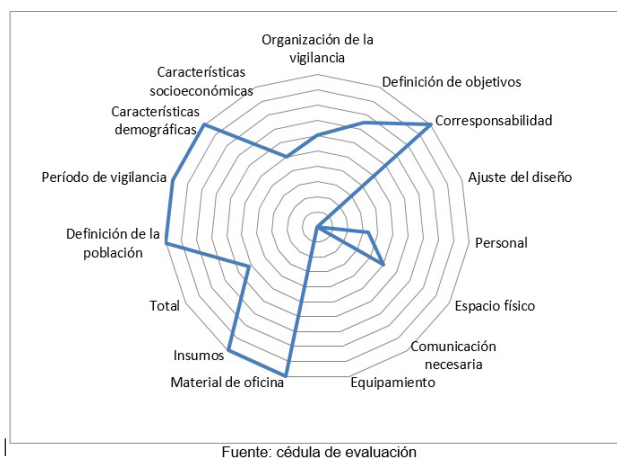 Organización de la
vigilancia
Definición de objetivos
Corresponsabilidad
Ajuste del diseño
Personal
Espacio físico
Comunicación
necesaria
Equipamiento
Material de oficina
Insumos
Total
Definición de la
población
Período de vigilancia
Características
demográficas
Características
socioeconómicas
Fuente: cédula de evaluación